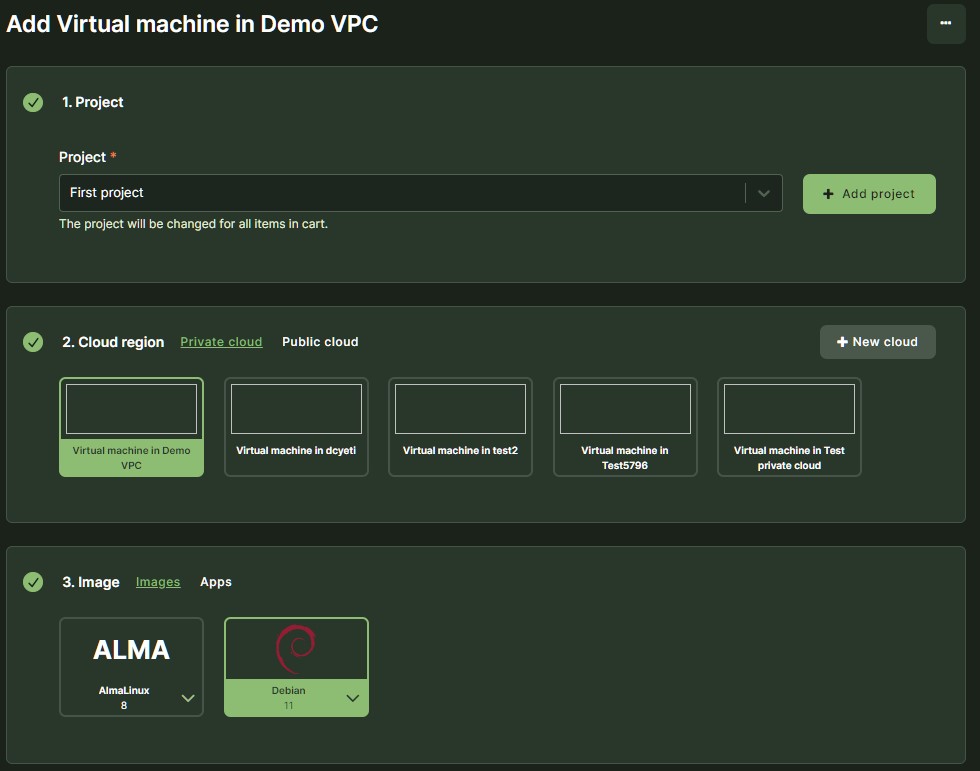 Add Virtual machine in Demo VPC
1. Project
Project *
First project
Add project
The project will be changed for all items in cart.
2. Cloud region Private cloud Public cloud
New cloud
Virtual machine in Demo
VPC
Virtual machine in dcyeti
Virtual machine in test2
Virtual machine in
Test5796
Virtual machine in Test
private cloud
3. Image Images Apps
ALMA
AlmaLinux
8
Debian
11